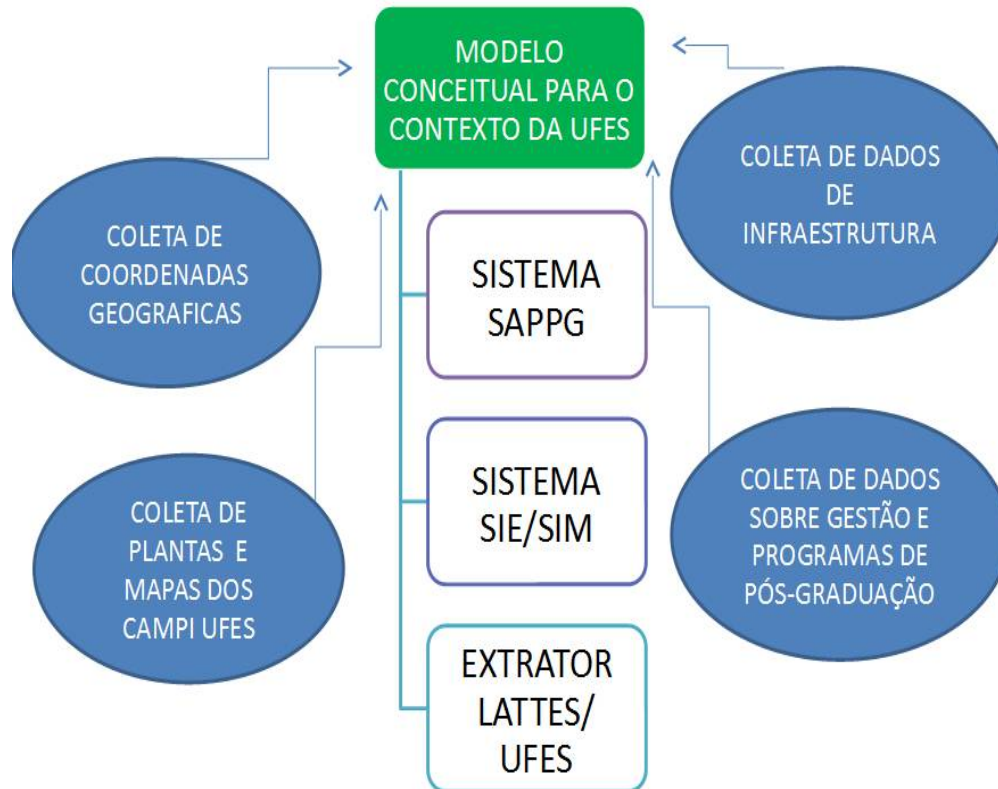 MODELO
CONCEITUAL PARA O
CONTEXTO DA UFES
COLETA DE
COORDENADAS
GEOGRAFICAS
COLETA DE DADOS
DE
INFRAESTRUTURA
SISTEMA
SAPPG
COLETA DE
PLANTAS E
MAPAS DOS
CAMPI UFES
SISTEMA
SIE/SIM
COLETA DE DADOS
SOBRE GESTÃO E
PROGRAMAS DE
PÓS-GRADUAÇÃO
EXTRATOR
LATTES/
UFES